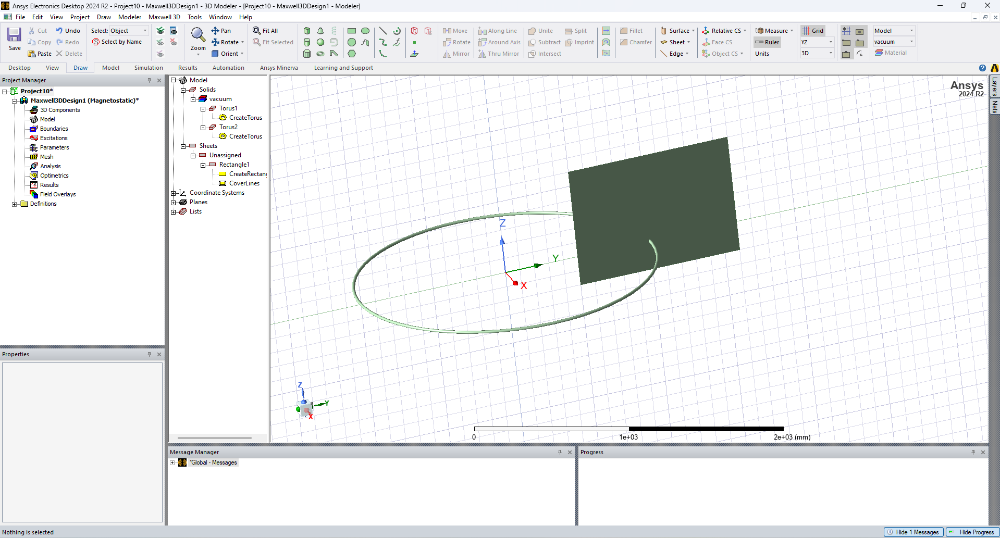 Ansys Electronics Desktop 2024 R2 - Project10 - Maxwell3DDesign1 - 3D Modeler - [Project10 - Maxwell3DDesign1 - Modeler]
File Edit View Project Draw Modeler Maxwell 3D Tools Window Help
Save
Cut
Copy
Paste
Undo
Redo
Delete
Select: Object
Select by Name
Zoom
Pan
Rotate
Orient
Fit All
Fit Selected
Move
Rotate
Mirror
Along Line
Around Axis
Thru Mirror
Unite
Subtract
Intersect
Split
Imprint
Fillet
Chamfer
Surface
Sheet
Edge
Relative CS
Face CS
Object CS
Measure
Ruler
Units
Grid
YZ
3D
Model
vacuum
Material
Desktop View Draw Model Simulation Results Automation Ansys Minerva Learning and Support
Project Manager
Project10*
Maxwell3DDesign1 (Magnetostatic)*
3D Components
Model
Boundaries
Excitations
Parameters
Mesh
Analysis
Optimetrics
Results
Field Overlays
Definitions
Properties
Model
Solids
vacuum
Torus1
CreateTorus
Torus2
CreateTorus
Sheets
Unassigned
Rectangle1
CreateRectan
CoverLines
Coordinate Systems
Planes
Lists
Ansys
2024 R2
Z
Y
X
Z
Y
X
0 1e+03 2e+03 (mm)
Layers
Nets
Message Manager
*Global - Messages
Progress
Nothing is selected
Hide 1 Messages
Hide Progress